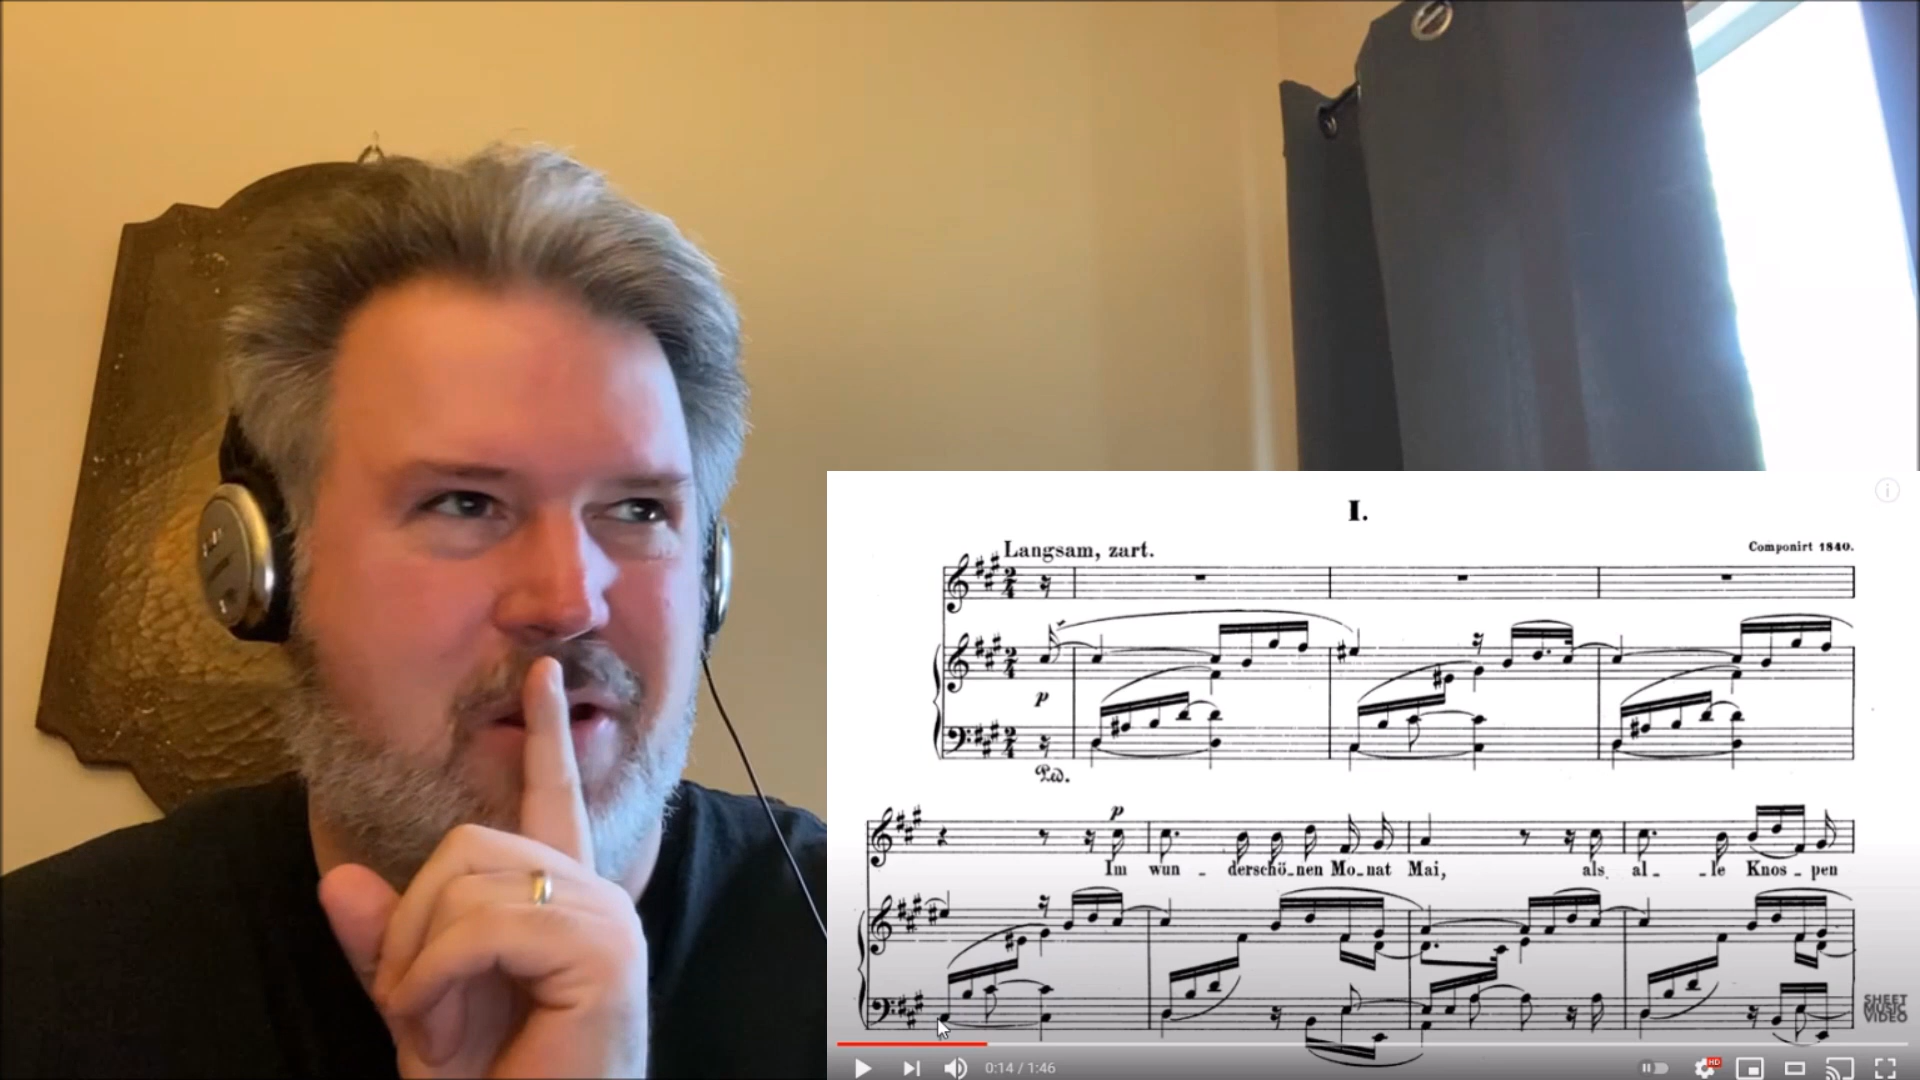 I.
Langsam, zart.
Componirt 1840.
p
Ped.
p
Im wun - derschö-nen Mo-nat Mai, als al - le Knos-pen
SHEET
MUSIC
VIDEO
0:14 / 1:46
HD